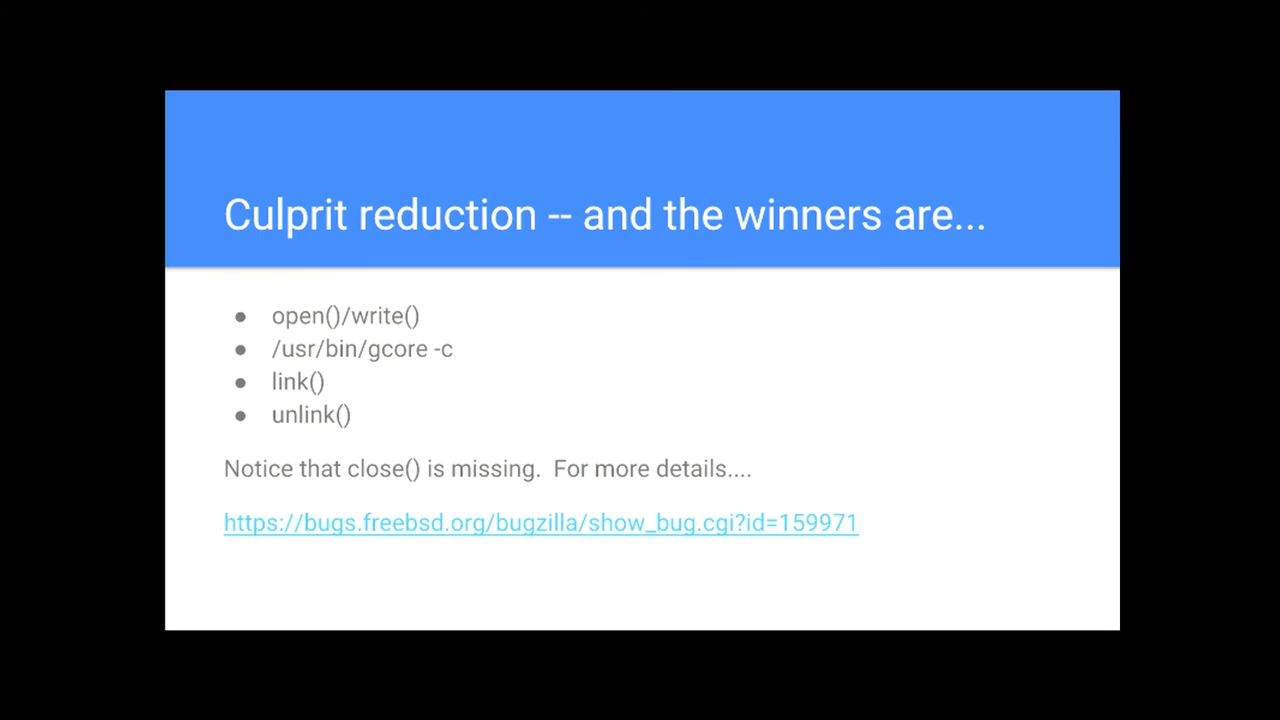 Culprit reduction -- and the winners are...
● open()/write()
● /usr/bin/gcore -c
● link()
● unlink()
Notice that close() is missing.  For more details....
https://bugs.freebsd.org/bugzilla/show_bug.cgi?id=159971